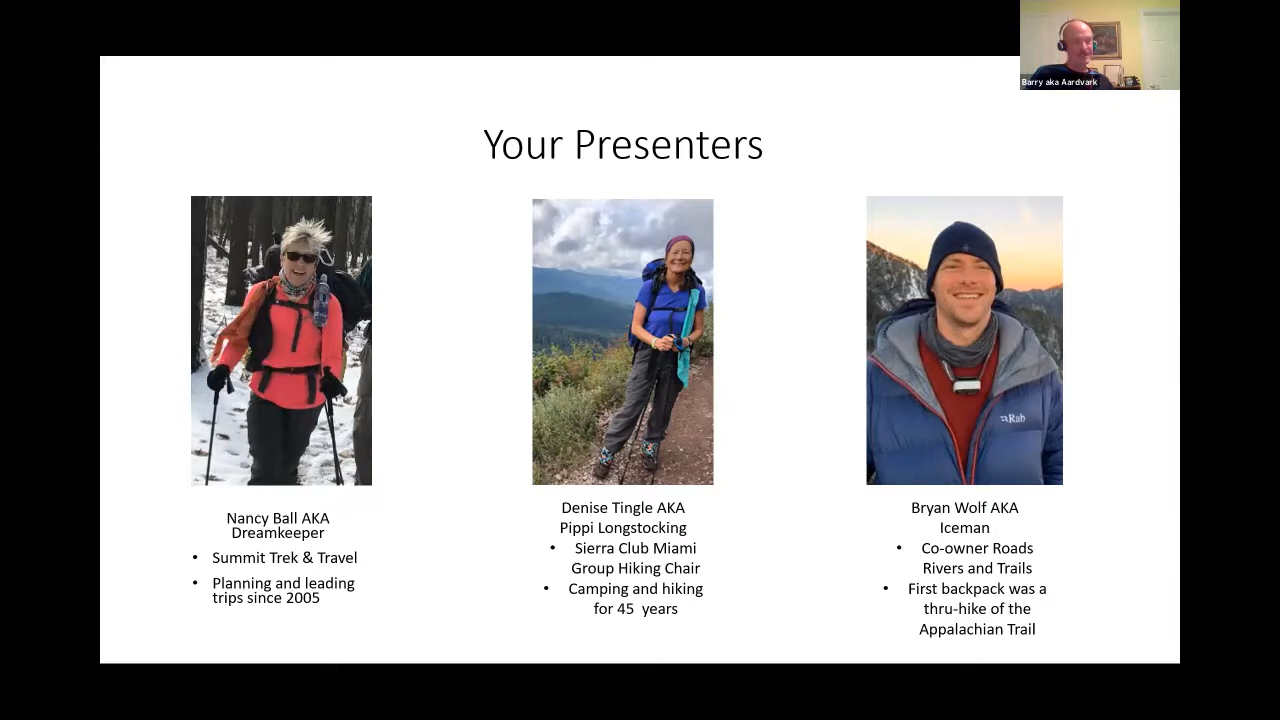 Barry aka Aardvark
Your Presenters
Rab
Nancy Ball AKA
Dreamkeeper
• Summit Trek & Travel
• Planning and leading
trips since 2005
Denise Tingle AKA
Pippi Longstocking
• Sierra Club Miami
Group Hiking Chair
• Camping and hiking
for 45 years
Bryan Wolf AKA
Iceman
• Co-owner Roads
Rivers and Trails
• First backpack was a
thru-hike of the
Appalachian Trail